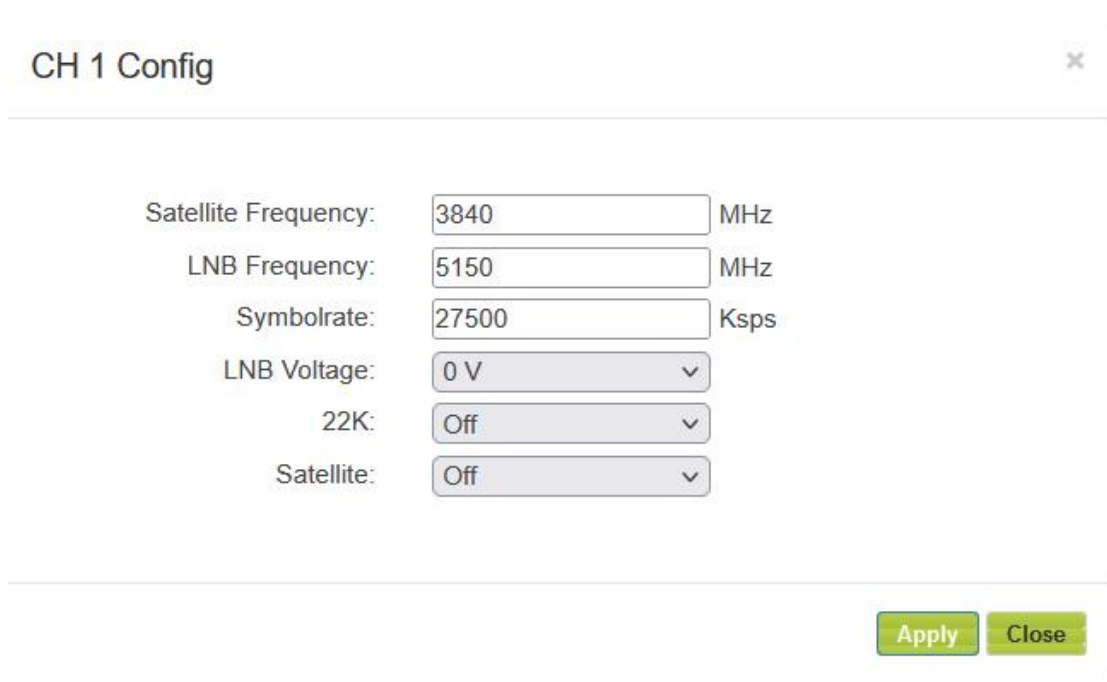 CH 1 Config
×
Satellite Frequency: 3840 MHz
LNB Frequency: 5150 MHz
Symbolrate: 27500 Ksps
LNB Voltage: 0 V
22K: Off
Satellite: Off
Apply Close